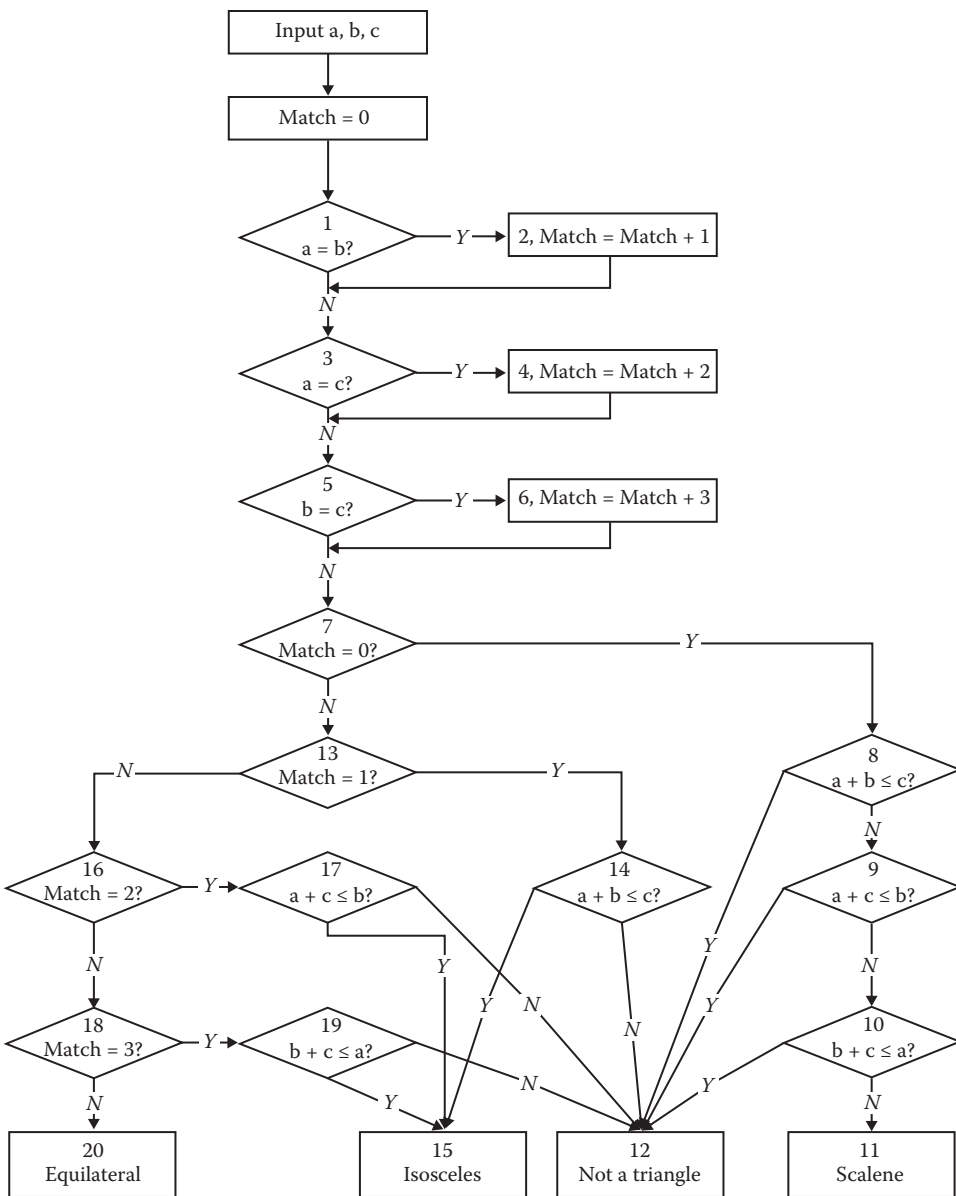 Input a, b, c
Match = 0
1
a = b?
Y
2, Match = Match + 1
N
3
a = c?
Y
4, Match = Match + 2
N
5
b = c?
Y
6, Match = Match + 3
N
7
Match = 0?
Y
N
13
Match = 1?
N
Y
8
a + b ≤ c?
N
16
Match = 2?
Y
17
a + c ≤ b?
14
a + b ≤ c?
9
a + c ≤ b?
Y
N
Y
N
Y
N
Y
N
18
Match = 3?
Y
19
b + c ≤ a?
10
b + c ≤ a?
N
Y
N
Y
N
20
Equilateral
15
Isosceles
12
Not a triangle
11
Scalene